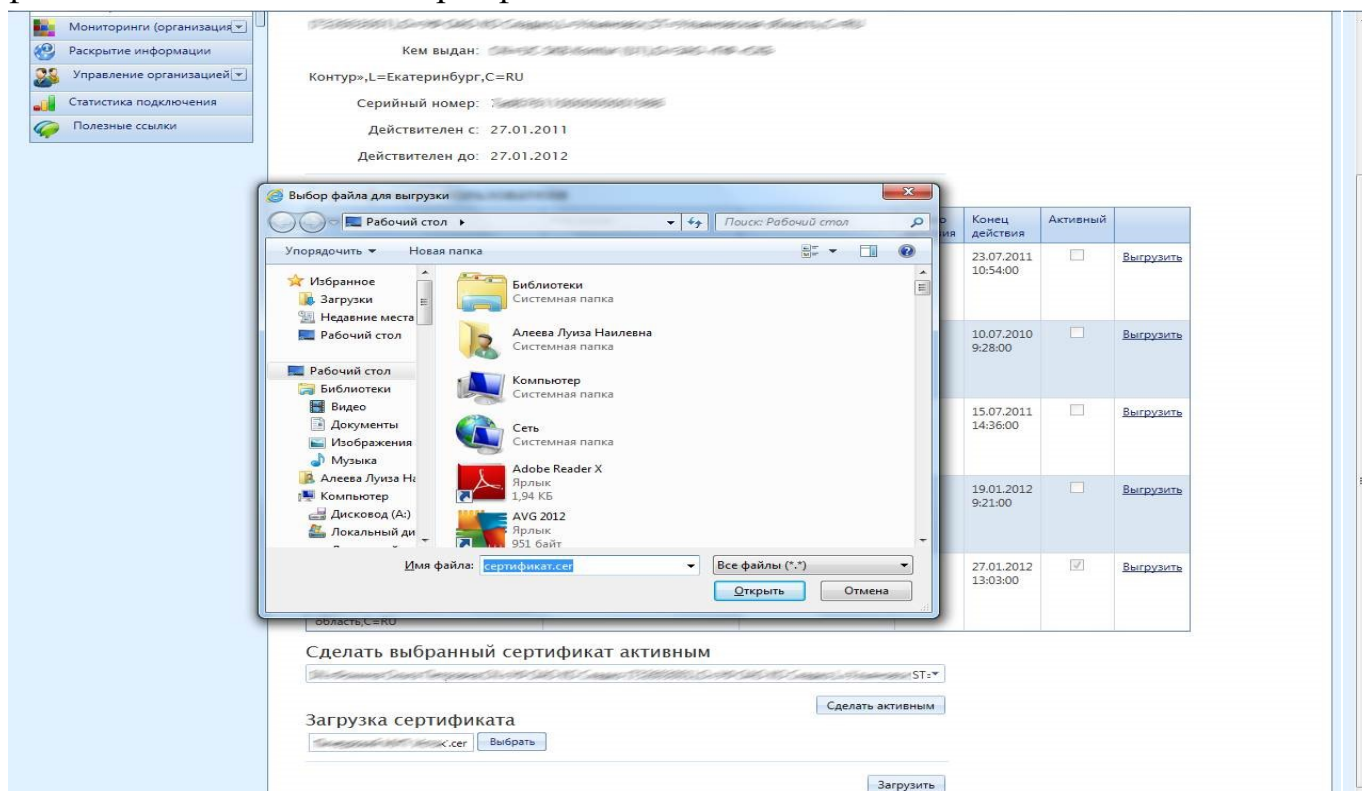 Мониторинги (организация
Раскрытие информации
Управление организацией
Статистика подключения
Полезные ссылки
Кем выдан:
Контур»,L=Екатеринбург,C=RU
Серийный номер:
Действителен с: 27.01.2011
Действителен до: 27.01.2012
Выбор файла для выгрузки
Рабочий стол
Поиск: Рабочий стол
Упорядочить
Новая папка
Избранное
Загрузки
Недавние места
Рабочий стол
Рабочий стол
Библиотеки
Видео
Документы
Изображения
Музыка
Алеева Луиза На
Компьютер
Дисковод (A:)
Локальный ди
Библиотеки
Системная папка
Алеева Луиза Наилевна
Системная папка
Компьютер
Системная папка
Сеть
Системная папка
Adobe Reader X
Ярлык
1,94 КБ
AVG 2012
Ярлык
951 байт
Имя файла: сертификат.cer
Все файлы (*.*)
Открыть
Отмена
Конец действия
Активный
23.07.2011 10:54:00
Выгрузить
10.07.2010 9:28:00
Выгрузить
15.07.2011 14:36:00
Выгрузить
19.01.2012 9:21:00
Выгрузить
27.01.2012 13:03:00
Выгрузить
область,C=RU
Сделать выбранный сертификат активным
ST=
Сделать активным
Загрузка сертификата
.cer
Выбрать
Загрузить